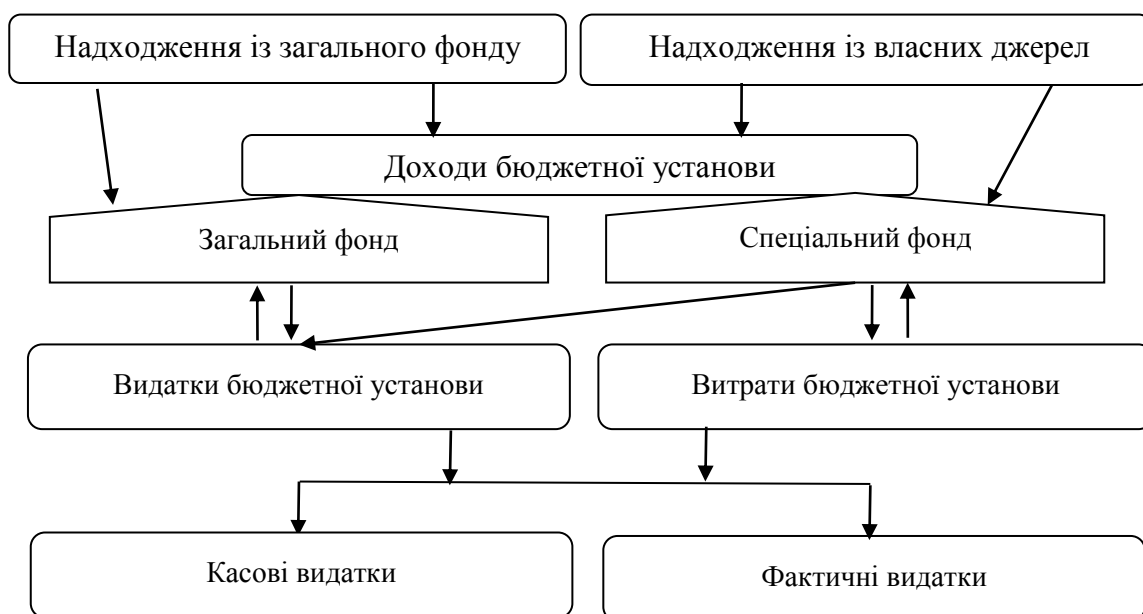 Надходження із загального фонду
Надходження із власних джерел
Доходи бюджетної установи
Загальний фонд
Спеціальний фонд
Видатки бюджетної установи
Витрати бюджетної установи
Касові видатки
Фактичні видатки